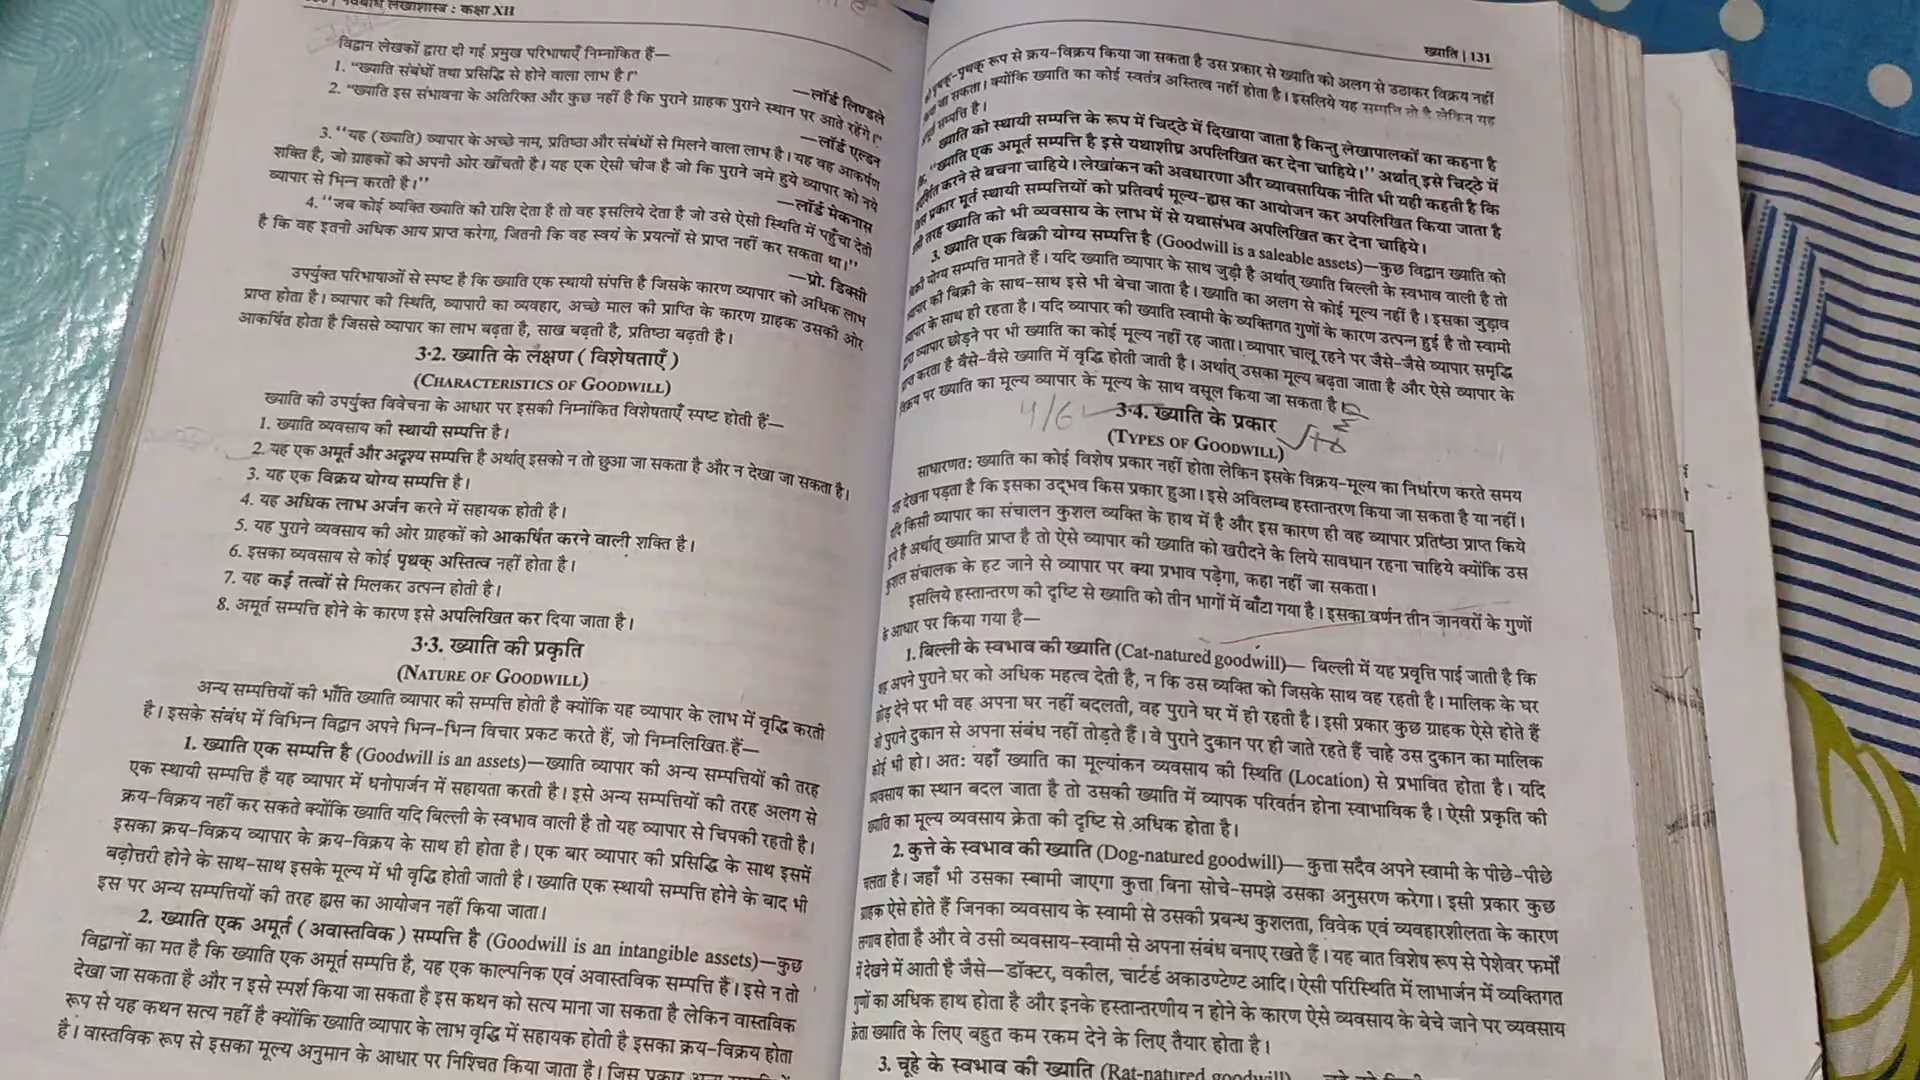 नवबोध लेखाशास्त्र : कक्षा XII
विद्वान लेखकों द्वारा दी गई प्रमुख परिभाषाएँ निम्नांकित हैं—
1. “ख्याति संबंधों तथा प्रसिद्धि से होने वाला लाभ है।”
—लॉर्ड लिण्डले
2. “ख्याति इस संभावना के अतिरिक्त और कुछ नहीं है कि पुराने ग्राहक पुराने स्थान पर आते रहेंगे।”
—लॉर्ड एल्डन
3. “यह (ख्याति) व्यापार के अच्छे नाम, प्रतिष्ठा और संबंधों से मिलने वाला लाभ है। यह वह आकर्षण
शक्ति है, जो ग्राहकों को अपनी ओर खींचती है। यह एक ऐसी चीज है जो कि पुराने जमे हुये व्यापार को नये
व्यापार से भिन्न करती है।”
—लॉर्ड मेकनास
4. “जब कोई व्यक्ति ख्याति को राशि देता है तो वह इसलिये देता है जो उसे ऐसी स्थिति में पहुँचा देती
है कि वह इतनी अधिक आय प्राप्त करेगा, जितनी कि वह स्वयं के प्रयत्नों से प्राप्त नहीं कर सकता था।”
—प्रो. डिक्सी
उपर्युक्त परिभाषाओं से स्पष्ट है कि ख्याति एक स्थायी संपत्ति है जिसके कारण व्यापार को अधिक लाभ
प्राप्त होता है। व्यापार की स्थिति, व्यापारी का व्यवहार, अच्छे माल की प्राप्ति के कारण ग्राहक उसकी ओर
आकर्षित होता है जिससे व्यापार का लाभ बढ़ता है, साख बढ़ती है, प्रतिष्ठा बढ़ती है।
3·2. ख्याति के लक्षण ( विशेषताएँ )
(CHARACTERISTICS OF GOODWILL)
ख्याति की उपर्युक्त विवेचना के आधार पर इसकी निम्नांकित विशेषताएँ स्पष्ट होती हैं—
1. ख्याति व्यवसाय की स्थायी सम्पत्ति है।
2. यह एक अमूर्त और अदृश्य सम्पत्ति है अर्थात् इसको न तो छुआ जा सकता है और न देखा जा सकता है।
3. यह एक विक्रय योग्य सम्पत्ति है।
4. यह अधिक लाभ अर्जन करने में सहायक होती है।
5. यह पुराने व्यवसाय की ओर ग्राहकों को आकर्षित करने वाली शक्ति है।
6. इसका व्यवसाय से कोई पृथक् अस्तित्व नहीं होता है।
7. यह कई तत्वों से मिलकर उत्पन्न होती है।
8. अमूर्त सम्पत्ति होने के कारण इसे अपलिखित कर दिया जाता है।
3·3. ख्याति की प्रकृति
(NATURE OF GOODWILL)
अन्य सम्पत्तियों की भाँति ख्याति व्यापार की सम्पत्ति होती है क्योंकि यह व्यापार के लाभ में वृद्धि करती
है। इसके संबंध में विभिन्न विद्वान अपने भिन्न-भिन्न विचार प्रकट करते हैं, जो निम्नलिखित हैं—
1. ख्याति एक सम्पत्ति है (Goodwill is an assets)—ख्याति व्यापार की अन्य सम्पत्तियों की तरह
एक स्थायी सम्पत्ति है यह व्यापार में धनोपार्जन में सहायता करती है। इसे अन्य सम्पत्तियों की तरह अलग से
क्रय-विक्रय नहीं कर सकते क्योंकि ख्याति यदि बिल्ली के स्वभाव वाली है तो यह व्यापार से चिपकी रहती है।
इसका क्रय-विक्रय व्यापार के क्रय-विक्रय के साथ ही होता है। एक बार व्यापार की प्रसिद्धि के साथ इसमें
बढ़ोत्तरी होने के साथ-साथ इसके मूल्य में भी वृद्धि होती जाती है। ख्याति एक स्थायी सम्पत्ति होने के बाद भी
इस पर अन्य सम्पत्तियों की तरह ह्रास का आयोजन नहीं किया जाता।
2. ख्याति एक अमूर्त ( अवास्तविक ) सम्पत्ति है (Goodwill is an intangible assets)—कुछ
विद्वानों का मत है कि ख्याति एक अमूर्त सम्पत्ति है, यह एक काल्पनिक एवं अवास्तविक सम्पत्ति है। इसे न तो
देखा जा सकता है और न इसे स्पर्श किया जा सकता है इस कथन को सत्य माना जा सकता है लेकिन वास्तविक
रूप से यह कथन सत्य नहीं है क्योंकि ख्याति व्यापार के लाभ वृद्धि में सहायक होती है इसका क्रय-विक्रय होता
है। वास्तविक रूप से इसका मूल्य अनुमान के आधार पर निश्चित किया जाता है। जिस प्रकार अन्य
ख्याति | 131
पृथक्-पृथक् रूप से क्रय-विक्रय किया जा सकता है उस प्रकार से ख्याति को अलग से उठाकर विक्रय नहीं
जा सकता। क्योंकि ख्याति का कोई स्वतंत्र अस्तित्व नहीं होता है। इसलिये यह सम्पत्ति तो है लेकिन यह
सम्पत्ति है।
ख्याति को स्थायी सम्पत्ति के रूप में चिट्ठे में दिखाया जाता है किन्तु लेखापालकों का कहना है
कि, “ख्याति एक अमूर्त सम्पत्ति है इसे यथाशीघ्र अपलिखित कर देना चाहिये।” अर्थात् इसे चिट्ठे में
करने से बचना चाहिये। लेखांकन की अवधारणा और व्यावसायिक नीति भी यही कहती है कि
प्रकार मूर्त स्थायी सम्पत्तियों को प्रतिवर्ष मूल्य-ह्रास का आयोजन कर अपलिखित किया जाता है
तरह ख्याति को भी व्यवसाय के लाभ में से यथासंभव अपलिखित कर देना चाहिये।
3. ख्याति एक बिक्री योग्य सम्पत्ति है (Goodwill is a saleable assets)—कुछ विद्वान ख्याति को
बिक्री योग्य सम्पत्ति मानते हैं। यदि ख्याति व्यापार के साथ जुड़ी है अर्थात् ख्याति बिल्ली के स्वभाव वाली है तो
व्यापार की बिक्री के साथ-साथ इसे भी बेचा जाता है। ख्याति का अलग से कोई मूल्य नहीं है। इसका जुड़ाव
व्यापार के साथ ही रहता है। यदि व्यापार की ख्याति स्वामी के व्यक्तिगत गुणों के कारण उत्पन्न हुई है तो स्वामी
द्वारा व्यापार छोड़ने पर भी ख्याति का कोई मूल्य नहीं रह जाता। व्यापार चालू रहने पर जैसे-जैसे व्यापार समृद्धि
प्राप्त करता है वैसे-वैसे ख्याति में वृद्धि होती जाती है। अर्थात् उसका मूल्य बढ़ता जाता है और ऐसे व्यापार के
विक्रय पर ख्याति का मूल्य व्यापार के मूल्य के साथ वसूल किया जा सकता है।
4/6
3·4. ख्याति के प्रकार
(TYPES OF GOODWILL)
साधारणत: ख्याति का कोई विशेष प्रकार नहीं होता लेकिन इसके विक्रय-मूल्य का निर्धारण करते समय
यह देखना पड़ता है कि इसका उद्भव किस प्रकार हुआ। इसे अविलम्ब हस्तान्तरण किया जा सकता है या नहीं।
यदि किसी व्यापार का संचालन कुशल व्यक्ति के हाथ में है और इस कारण ही वह व्यापार प्रतिष्ठा प्राप्त किये
हुये है अर्थात् ख्याति प्राप्त है तो ऐसे व्यापार की ख्याति को खरीदने के लिये सावधान रहना चाहिये क्योंकि उस
कुशल संचालक के हट जाने से व्यापार पर क्या प्रभाव पड़ेगा, कहा नहीं जा सकता।
इसलिये हस्तान्तरण की दृष्टि से ख्याति को तीन भागों में बाँटा गया है। इसका वर्णन तीन जानवरों के गुणों
के आधार पर किया गया है—
1. बिल्ली के स्वभाव की ख्याति (Cat-natured goodwill)— बिल्ली में यह प्रवृत्ति पाई जाती है कि
वह अपने पुराने घर को अधिक महत्व देती है, न कि उस व्यक्ति को जिसके साथ वह रहती है। मालिक के घर
छोड़ देने पर भी वह अपना घर नहीं बदलती, वह पुराने घर में ही रहती है। इसी प्रकार कुछ ग्राहक ऐसे होते हैं
जो पुराने दुकान से अपना संबंध नहीं तोड़ते हैं। वे पुराने दुकान पर ही जाते रहते हैं चाहे उस दुकान का मालिक
कोई भी हो। अत: यहाँ ख्याति का मूल्यांकन व्यवसाय की स्थिति (Location) से प्रभावित होता है। यदि
व्यवसाय का स्थान बदल जाता है तो उसकी ख्याति में व्यापक परिवर्तन होना स्वाभाविक है। ऐसी प्रकृति की
ख्याति का मूल्य व्यवसाय क्रेता की दृष्टि से अधिक होता है।
2. कुत्ते के स्वभाव की ख्याति (Dog-natured goodwill)— कुत्ता सदैव अपने स्वामी के पीछे-पीछे
चलता है। जहाँ भी उसका स्वामी जाएगा कुत्ता बिना सोचे-समझे उसका अनुसरण करेगा। इसी प्रकार कुछ
ग्राहक ऐसे होते हैं जिनका व्यवसाय के स्वामी से उसकी प्रबन्ध कुशलता, विवेक एवं व्यवहारशीलता के कारण
लगाव होता है और वे उसी व्यवसाय-स्वामी से अपना संबंध बनाए रखते हैं। यह बात विशेष रूप से पेशेवर फर्मों
में देखने में आती है जैसे—डॉक्टर, वकील, चार्टर्ड अकाउण्टेण्ट आदि। ऐसी परिस्थिति में लाभार्जन में व्यक्तिगत
गुणों का अधिक हाथ होता है और इनके हस्तान्तरणीय न होने के कारण ऐसे व्यवसाय के बेचे जाने पर व्यवसाय
क्रेता ख्याति के लिए बहुत कम रकम देने के लिए तैयार होता है।
3. चूहे के स्वभाव की ख्याति (Rat-natured goodwill)—